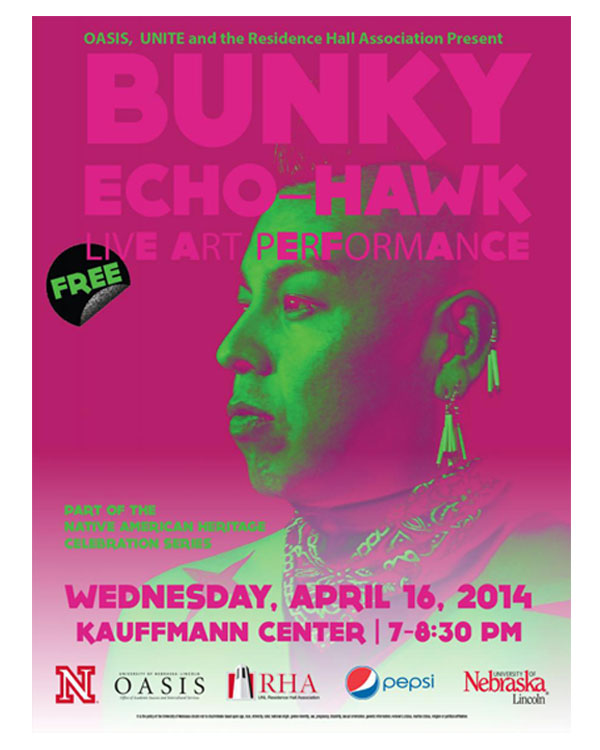 OASIS, UNITE and the Residence Hall Association Present
BUNKY
ECHO-HAWK
LIVE ART PERFORMANCE
FREE
PART OF THE
NATIVE AMERICAN HERITAGE
CELEBRATION SERIES
WEDNESDAY, APRIL 16, 2014
KAUFFMANN CENTER | 7-8:30 PM
N
UNIVERSITY OF NEBRASKA-LINCOLN
OASIS
Office of Academic Success and Intercultural Services
RHA
UNL Residence Hall Association
pepsi
UNIVERSITY OF
Nebraska
Lincoln